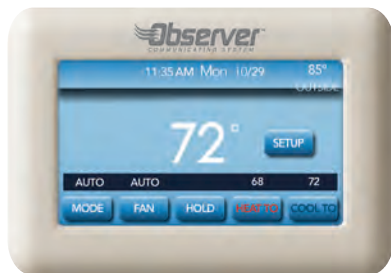 Observer
COMMUNICATING SYSTEM
11:35 AM Mon 10/29 85°
OUTSIDE
72°
SETUP
AUTO AUTO 68 72
MODE FAN HOLD HEAT TO COOL TO